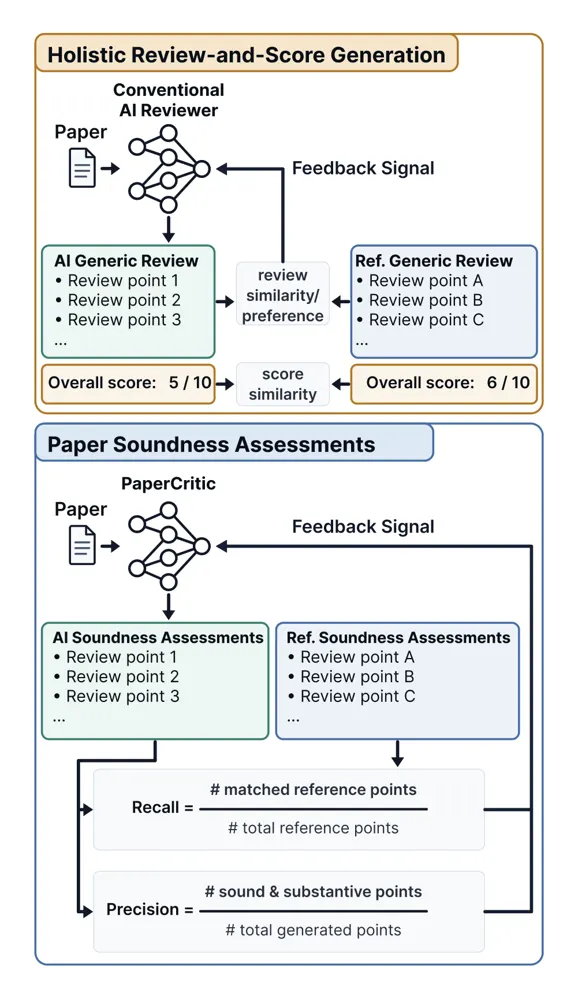 Holistic Review-and-Score Generation
Conventional
AI Reviewer
Paper
Feedback Signal
AI Generic Review
• Review point 1
• Review point 2
• Review point 3
...
review
similarity/
preference
Ref. Generic Review
• Review point A
• Review point B
• Review point C
...
Overall score: 5 / 10
score
similarity
Overall score: 6 / 10
Paper Soundness Assessments
PaperCritic
Paper
Feedback Signal
AI Soundness Assessments
• Review point 1
• Review point 2
• Review point 3
...
Ref. Soundness Assessments
• Review point A
• Review point B
• Review point C
...
# matched reference points
Recall =
# total reference points
# sound & substantive points
Precision =
# total generated points